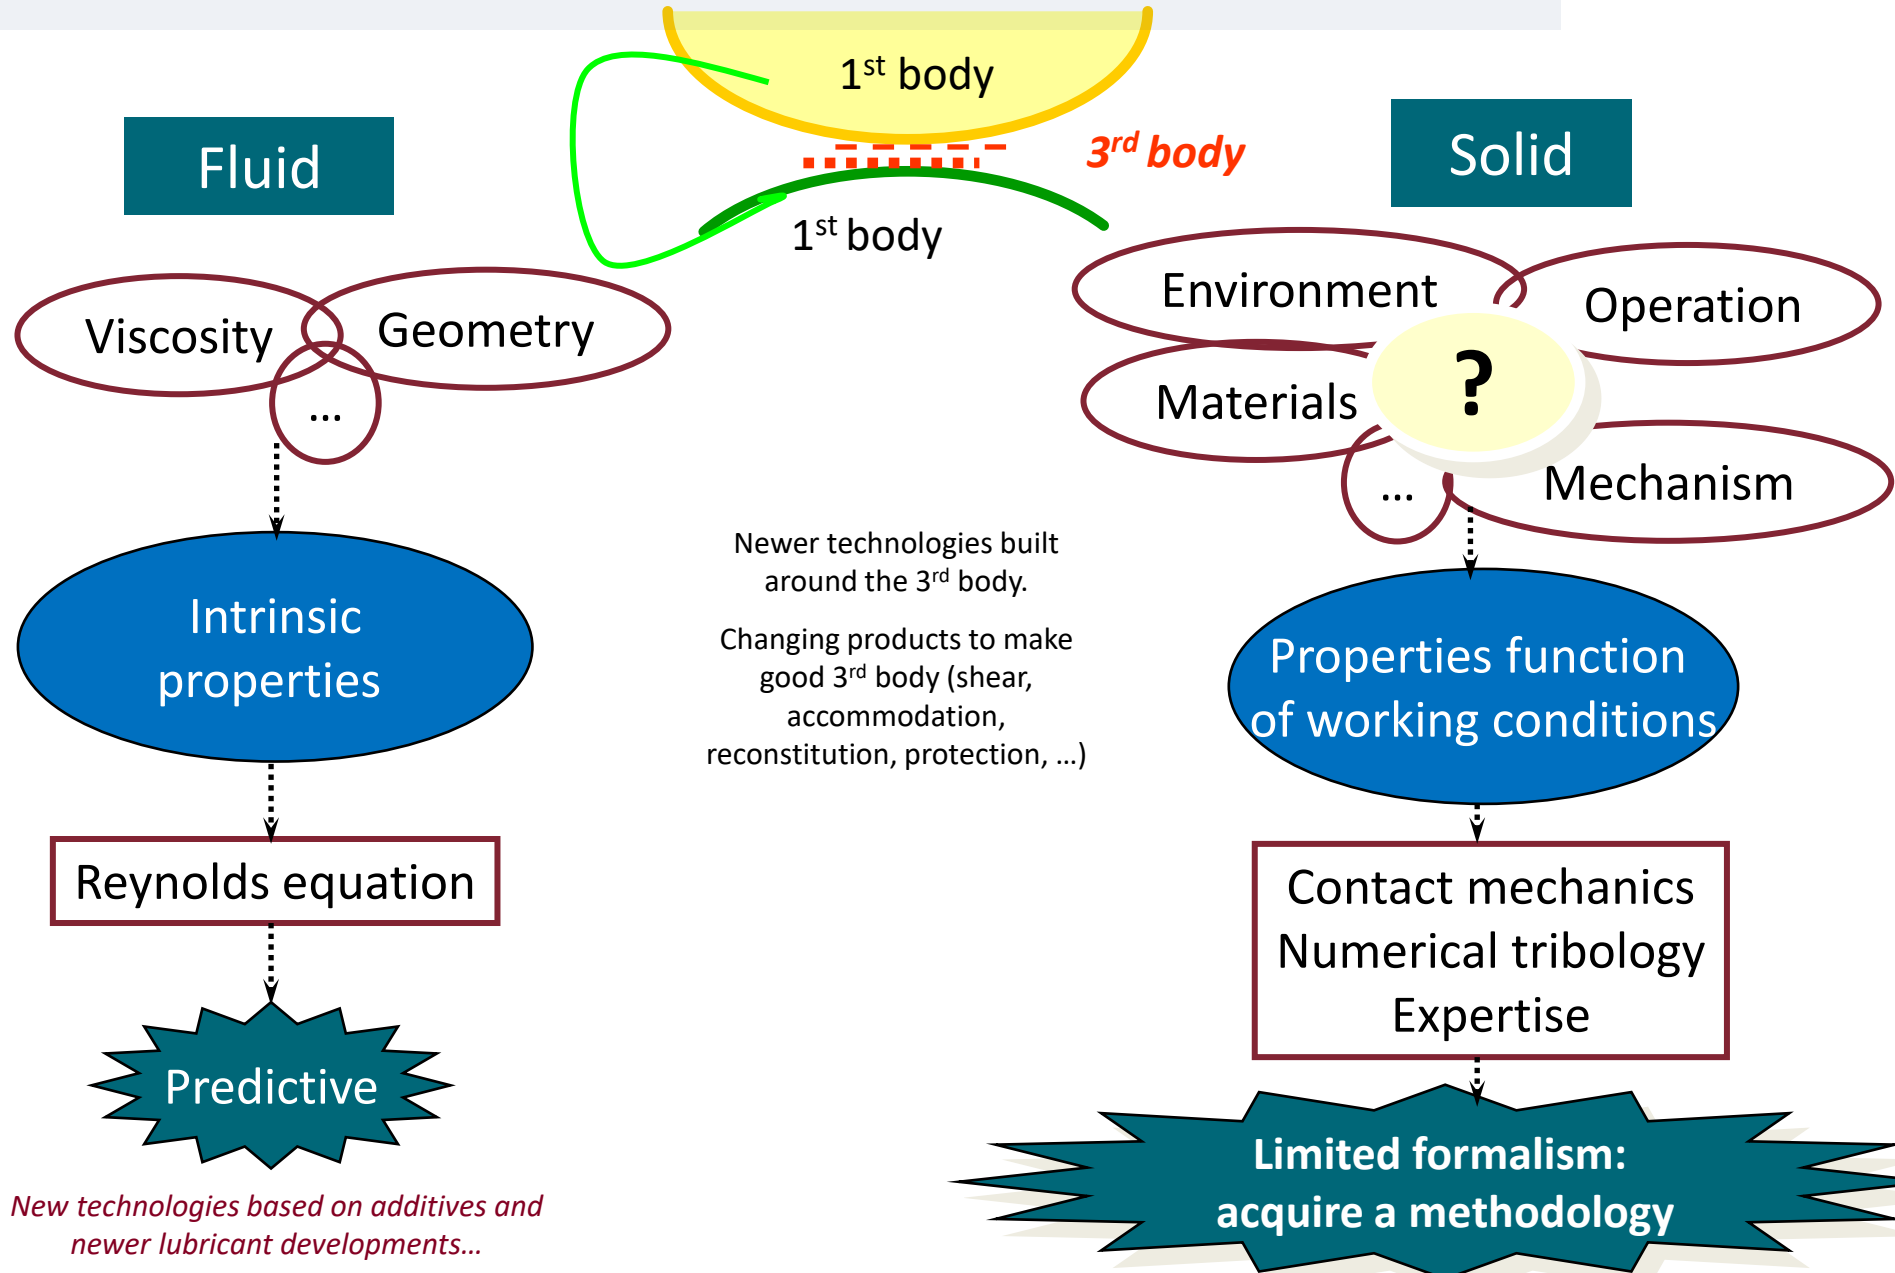 1st body
3rd body
1st body
Fluid
Viscosity
Geometry
...
Intrinsic
properties
Reynolds equation
Predictive
New technologies based on additives and
newer lubricant developments...
Newer technologies built
around the 3rd body.
Changing products to make
good 3rd body (shear,
accommodation,
reconstitution, protection, ...)
Solid
Environment
Operation
?
Materials
...
Mechanism
Properties function
of working conditions
Contact mechanics
Numerical tribology
Expertise
Limited formalism:
acquire a methodology